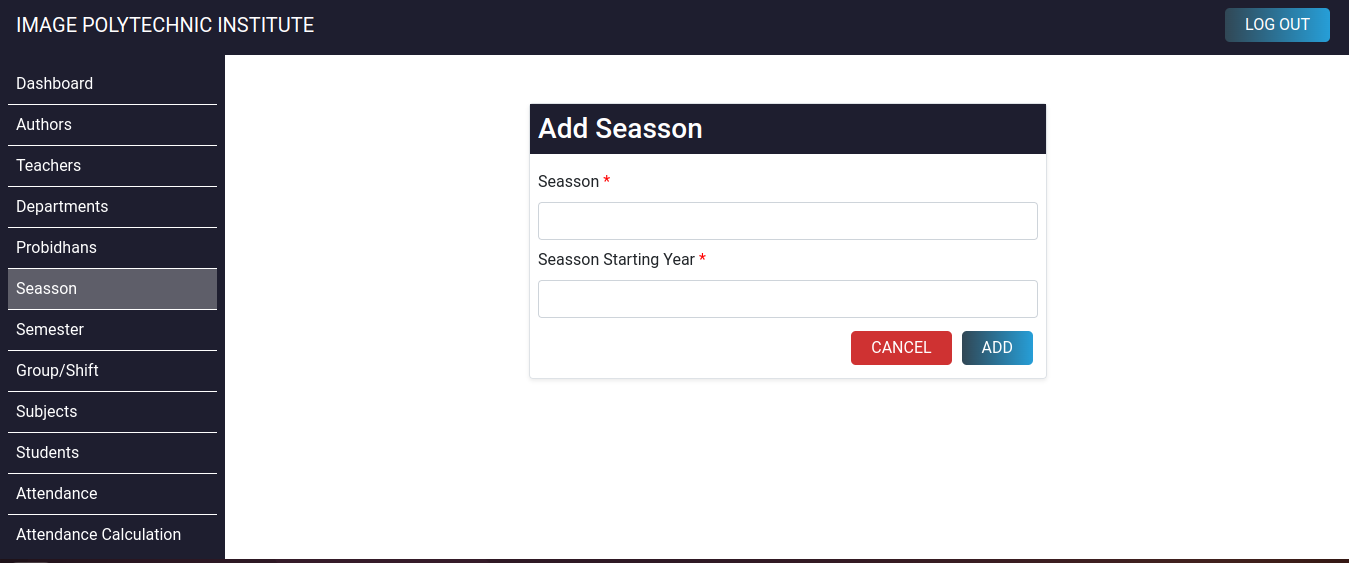 IMAGE POLYTECHNIC INSTITUTE
LOG OUT
Dashboard
Authors
Teachers
Departments
Probidhans
Seasson
Semester
Group/Shift
Subjects
Students
Attendance
Attendance Calculation
Add Seasson
Seasson *
Seasson Starting Year *
CANCEL
ADD